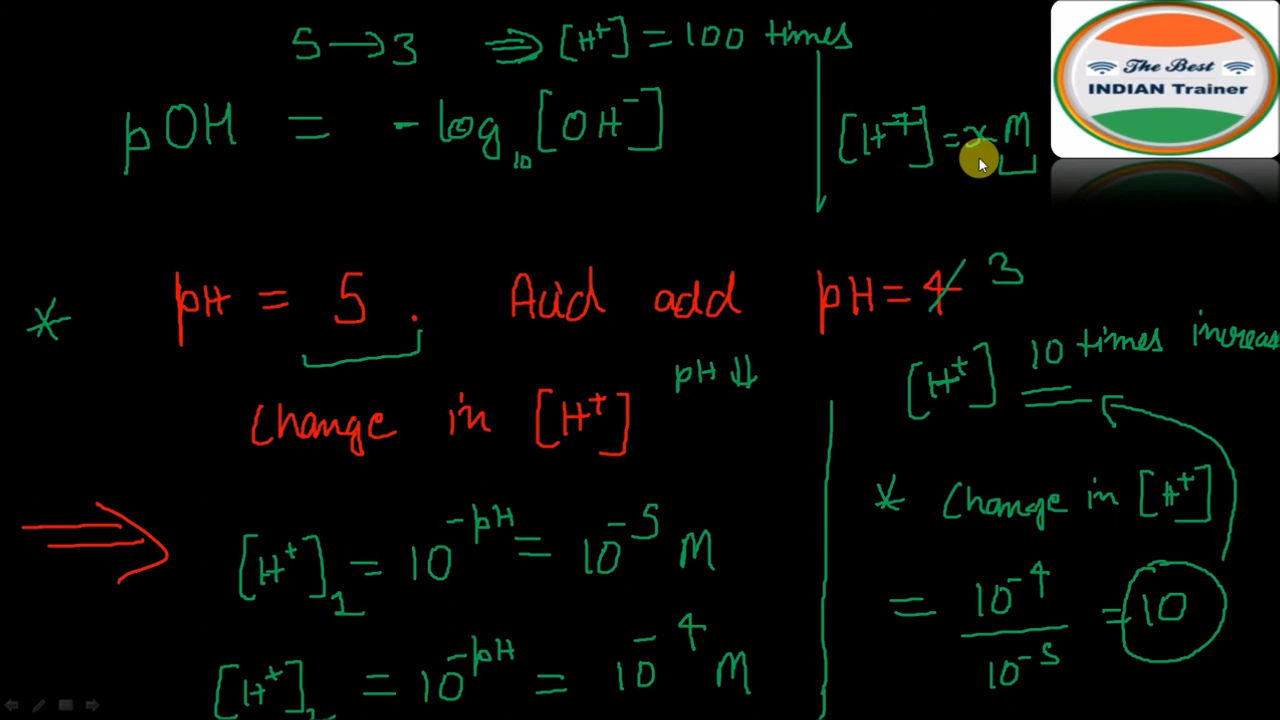 5 → 3 ⇒ [H⁺] = 100 times
The Best
INDIAN Trainer
pOH = -log₁₀[OH⁻]
[H⁺] = x M
* pH = 5. Acid add pH = 4 3
pH ↓↓
[H⁺] 10 times increas
Change in [H⁺]
* Change in [H⁺]
⇒ [H⁺]₁ = 10⁻ᵖᴴ = 10⁻⁵ M
= 10⁻⁴ / 10⁻⁵ = 10
[H⁺]₂ = 10⁻ᵖᴴ = 10⁻⁴ M